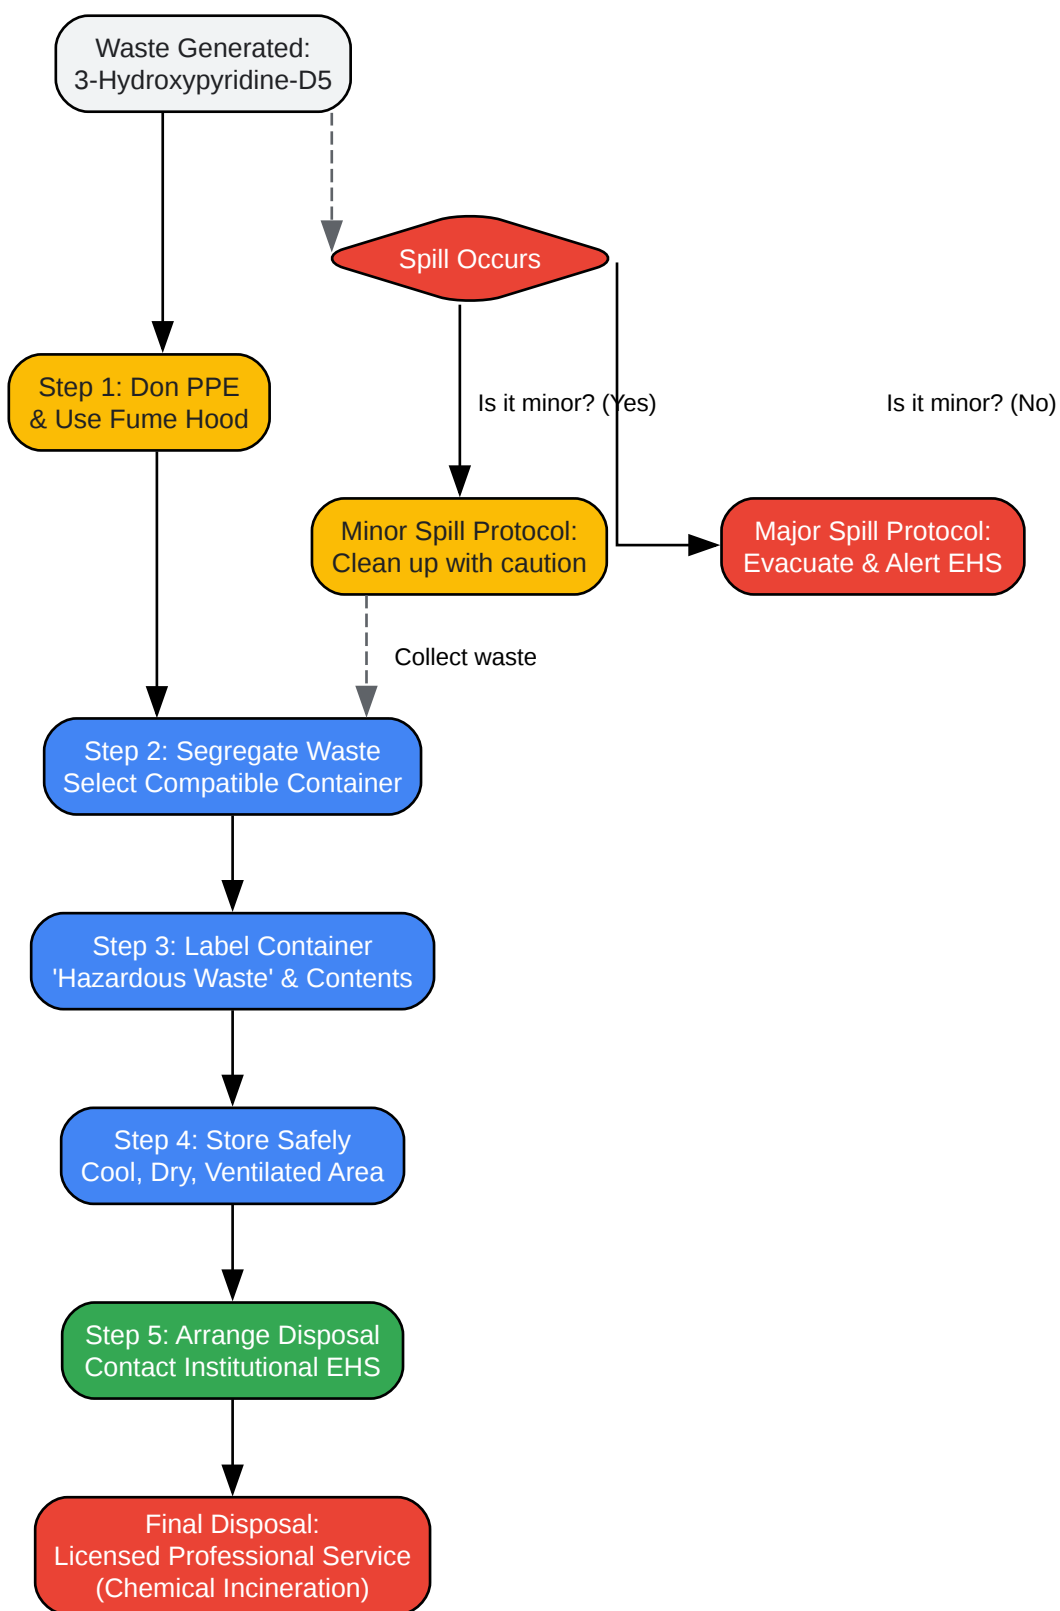 Waste Generated:
3-Hydroxypyridine-D5
Spill Occurs
Step 1: Don PPE
& Use Fume Hood
Is it minor? (Yes)
Is it minor? (No)
Minor Spill Protocol:
Clean up with caution
Major Spill Protocol:
Evacuate & Alert EHS
Collect waste
Step 2: Segregate Waste
Select Compatible Container
Step 3: Label Container
'Hazardous Waste' & Contents
Step 4: Store Safely
Cool, Dry, Ventilated Area
Step 5: Arrange Disposal
Contact Institutional EHS
Final Disposal:
Licensed Professional Service
(Chemical Incineration)